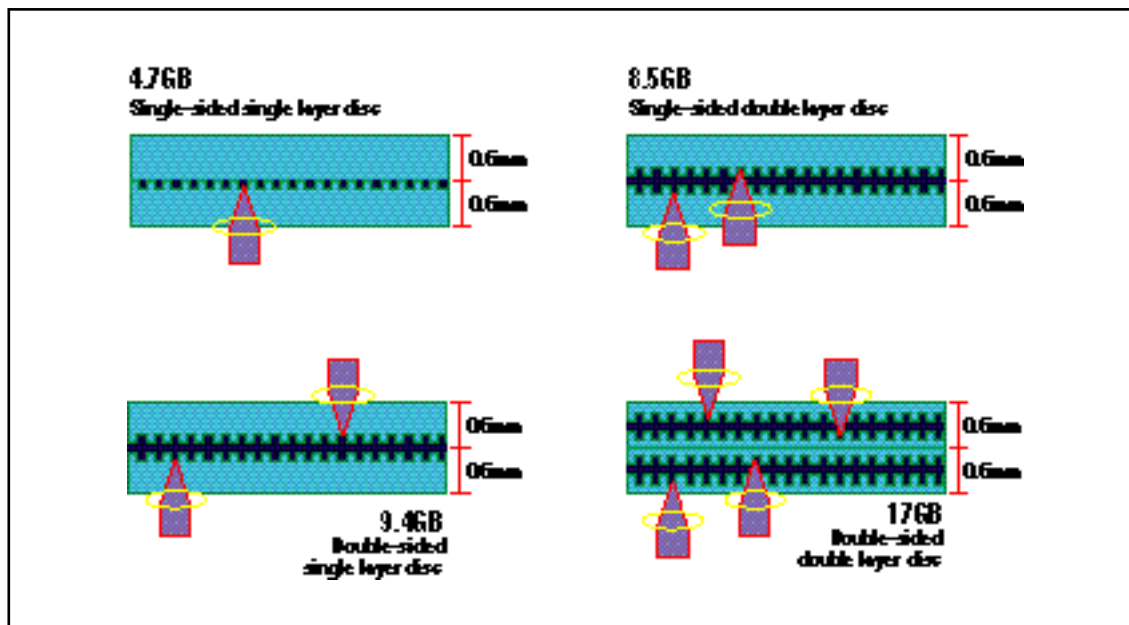 4.7GB
Single-sided single layer disc
0.6mm
0.6mm
8.5GB
Single-sided double layer disc
0.6mm
0.6mm
0.6mm
0.6mm
9.4GB
Double-sided
single layer disc
0.6mm
0.6mm
17GB
Double-sided
double layer disc